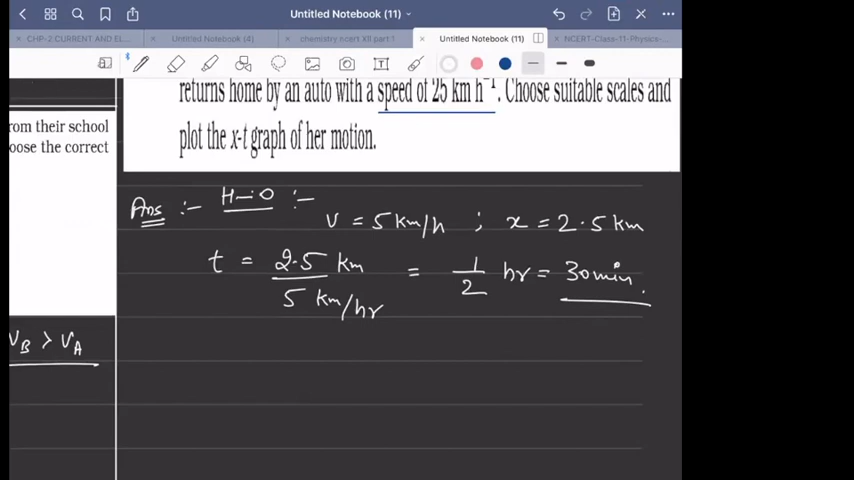 Untitled Notebook (11)
CHP-2 CURRENT AND EL...
Untitled Notebook (4)
chemistry ncert XII part 1
Untitled Notebook (11)
NCERT-Class-11-Physics-...
returns home by an auto with a speed of 25 km h⁻¹. Choose suitable scales and
plot the x-t graph of her motion.
rom their school
oose the correct
Ans :- H–O :-
v = 5 km/h ; x = 2.5 km
t = 2.5 km / 5 km/hr = 1/2 hr = 30 min.
V_B > V_A